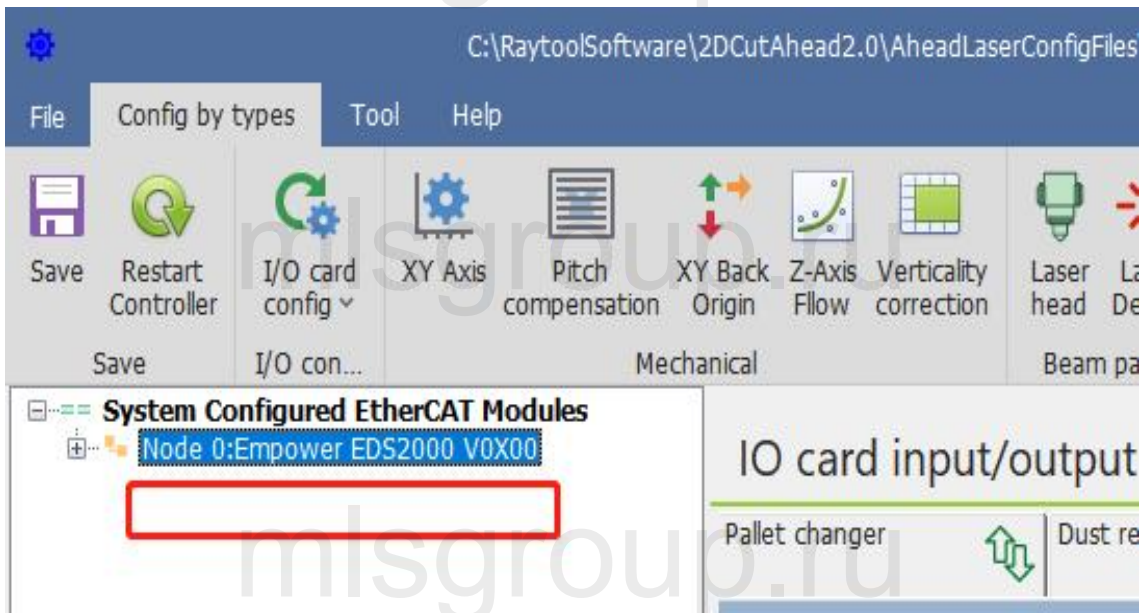 C:\RaytoolSoftware\2DCutAhead2.0\AheadLaserConfigFiles
File Config by types Tool Help
Save Restart Controller I/O card config XY Axis Pitch compensation XY Back Origin Z-Axis Fllow Verticality correction Laser head
Save I/O con... Mechanical Beam
System Configured EtherCAT Modules
Node 0:Empower EDS2000 V0X00
IO card input/output
Pallet changer Dust
mlsgroup.ru
mlsgroup.ru